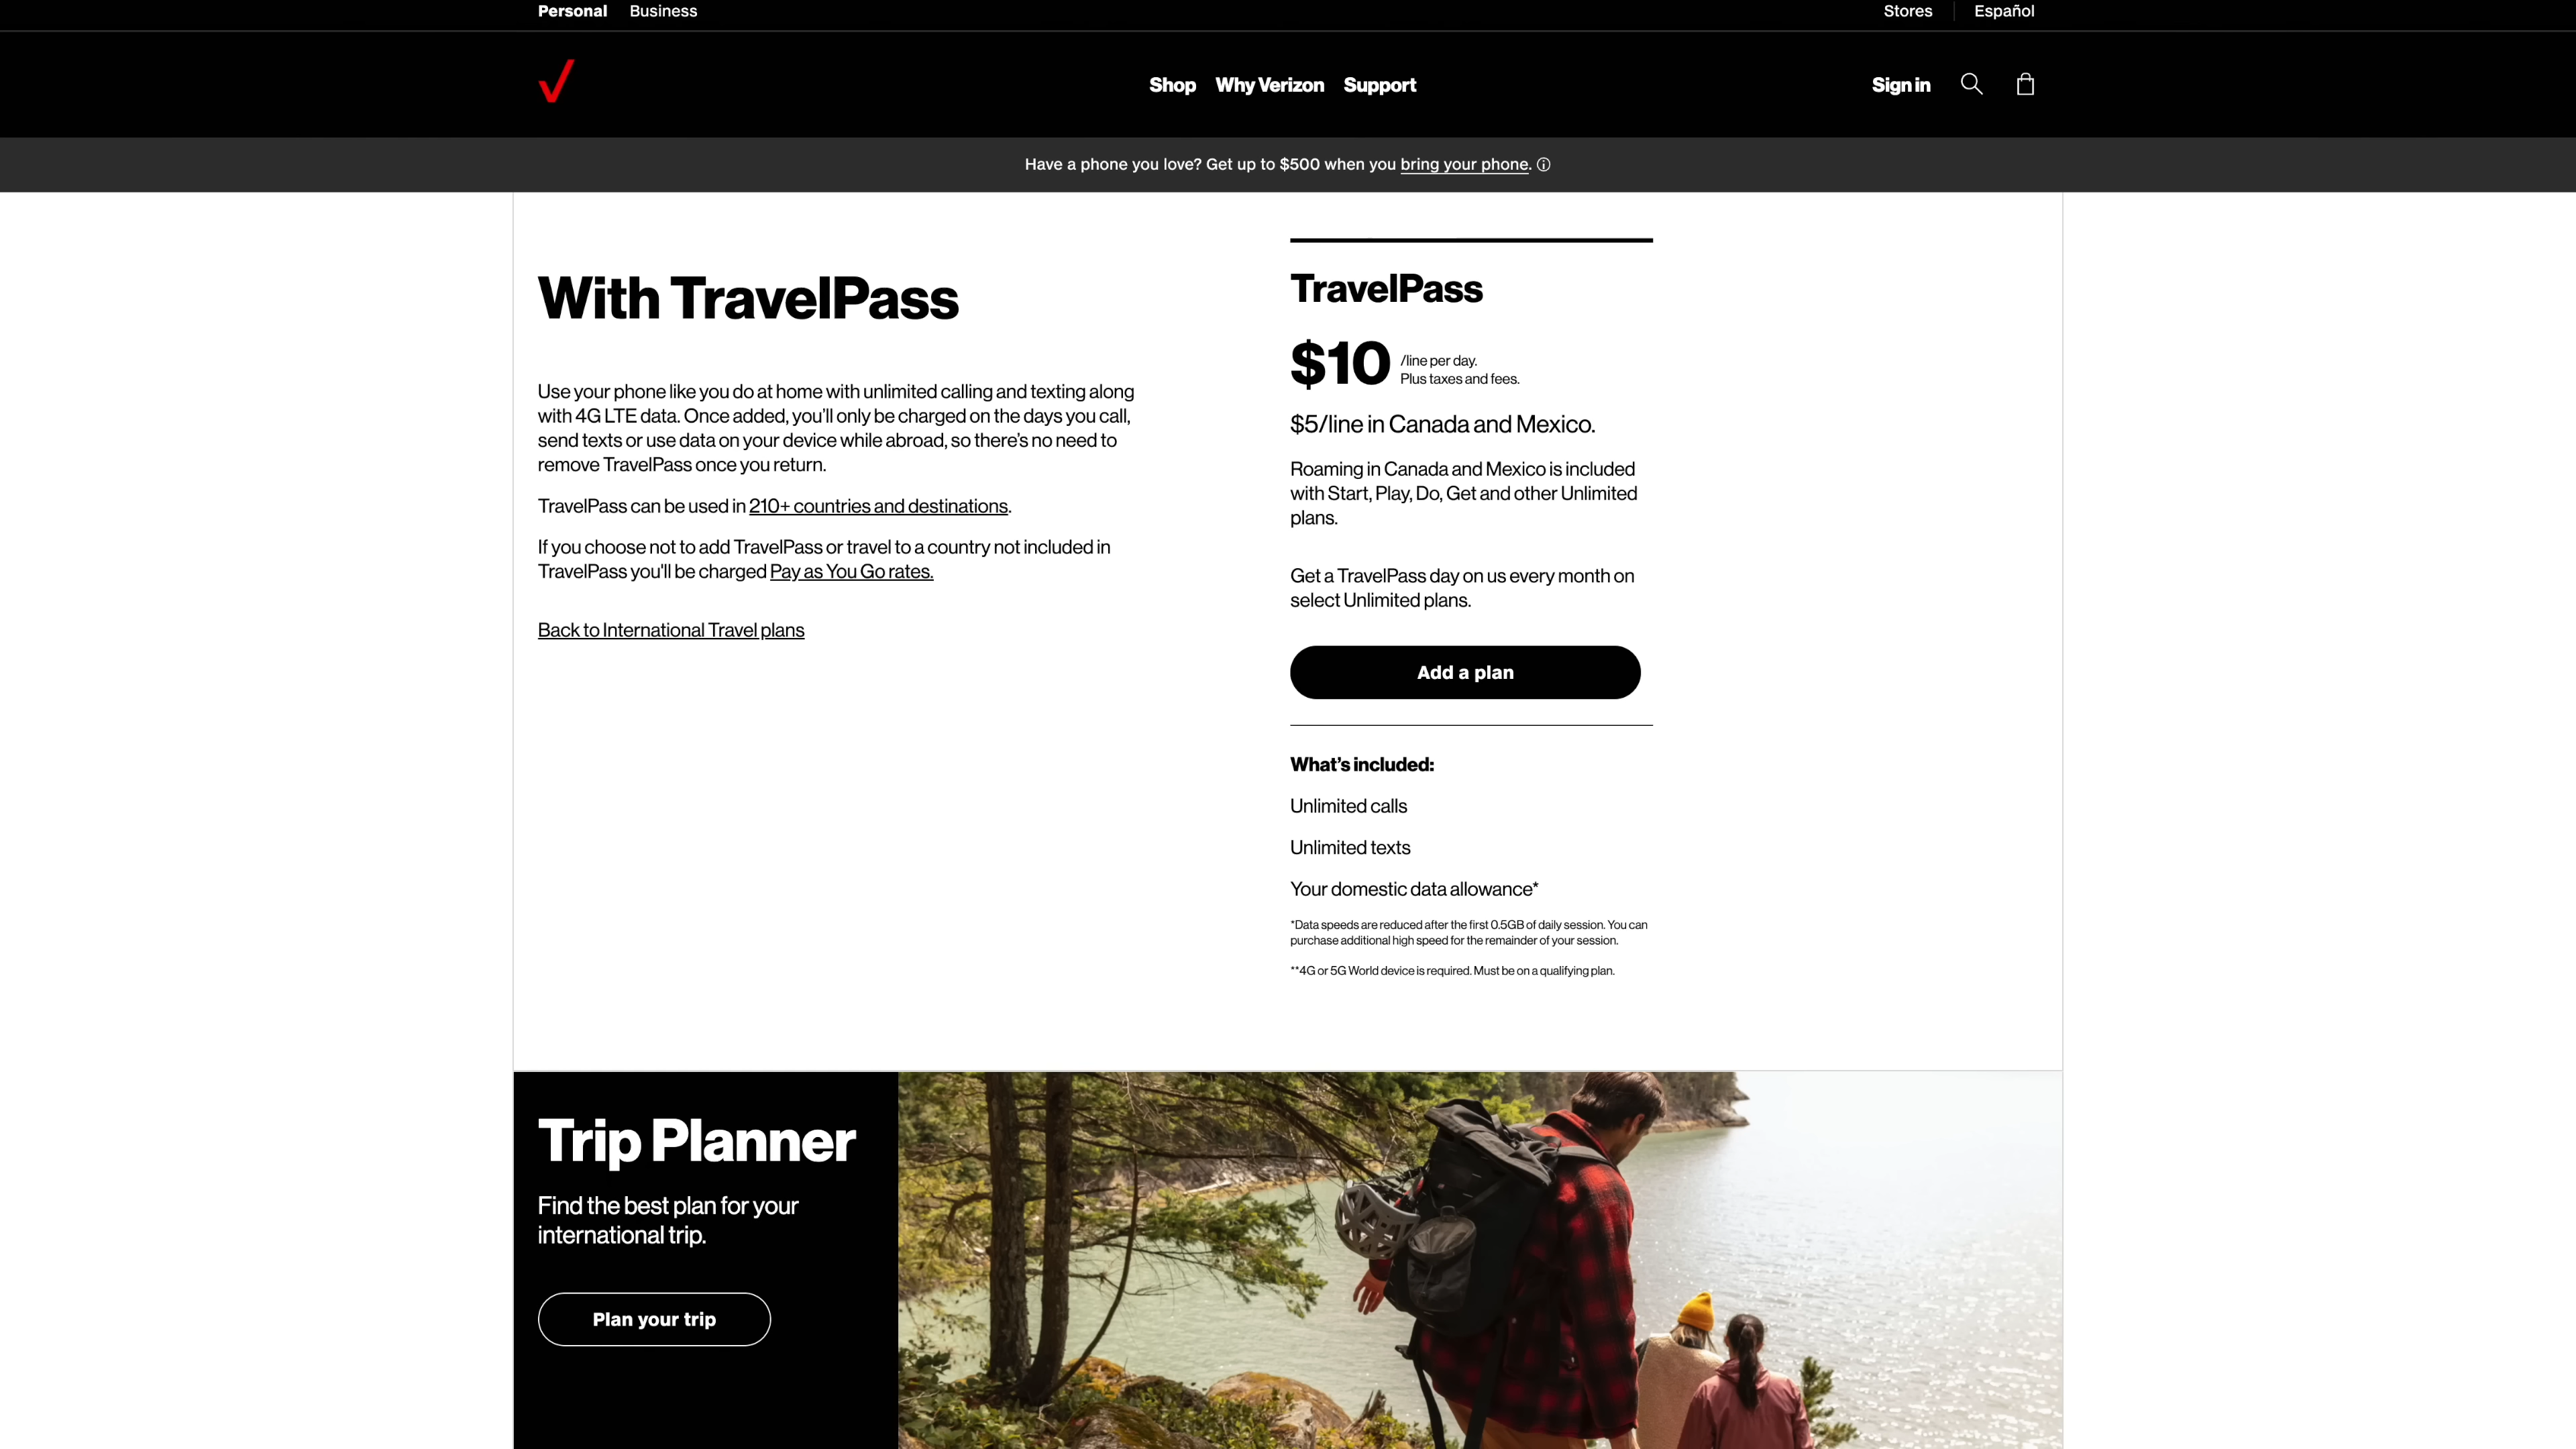 Personal Business Stores Español
Shop Why Verizon Support Sign in
Have a phone you love? Get up to $500 when you bring your phone.
With TravelPass
Use your phone like you do at home with unlimited calling and texting along
with 4G LTE data. Once added, you’ll only be charged on the days you call,
send texts or use data on your device while abroad, so there’s no need to
remove TravelPass once you return.
TravelPass can be used in 210+ countries and destinations.
If you choose not to add TravelPass or travel to a country not included in
TravelPass you'll be charged Pay as You Go rates.
Back to International Travel plans
TravelPass
$10 /line per day.
Plus taxes and fees.
$5/line in Canada and Mexico.
Roaming in Canada and Mexico is included
with Start, Play, Do, Get and other Unlimited
plans.
Get a TravelPass day on us every month on
select Unlimited plans.
Add a plan
What’s included:
Unlimited calls
Unlimited texts
Your domestic data allowance*
*Data speeds are reduced after the first 0.5GB of daily session. You can
purchase additional high speed for the remainder of your session.
**4G or 5G World device is required. Must be on a qualifying plan.
Trip Planner
Find the best plan for your
international trip.
Plan your trip